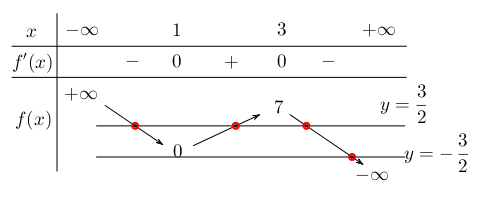 x −∞ 1 3 +∞
f′(x) − 0 + 0 −
+∞ 7 y = 3/2
f(x)
0 y = − 3/2
−∞